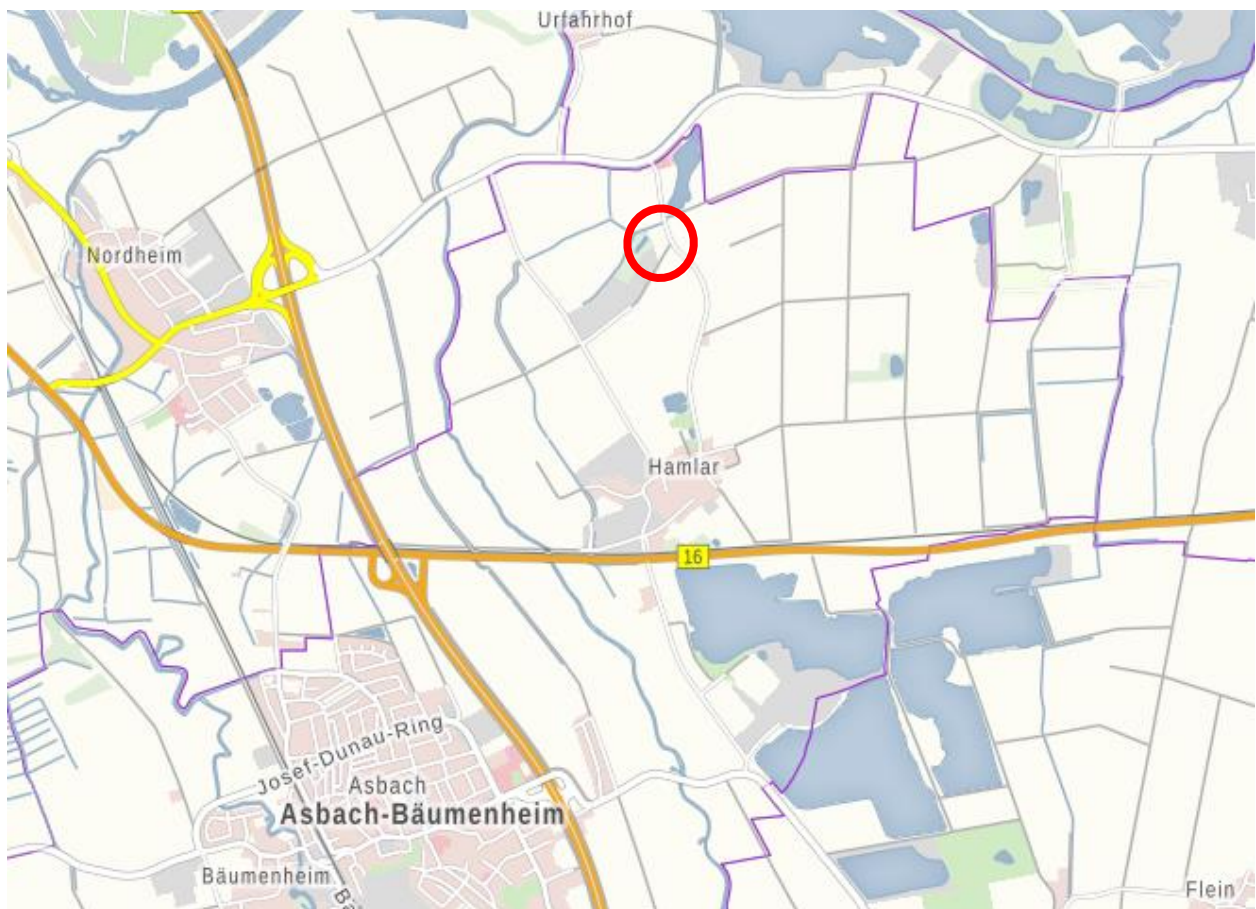 Urfahrhof
Nordheim
Hamlar
16
Josef-Dunau-Ring
Asbach
Asbach-Bäumenheim
Bäumenheim
Flein